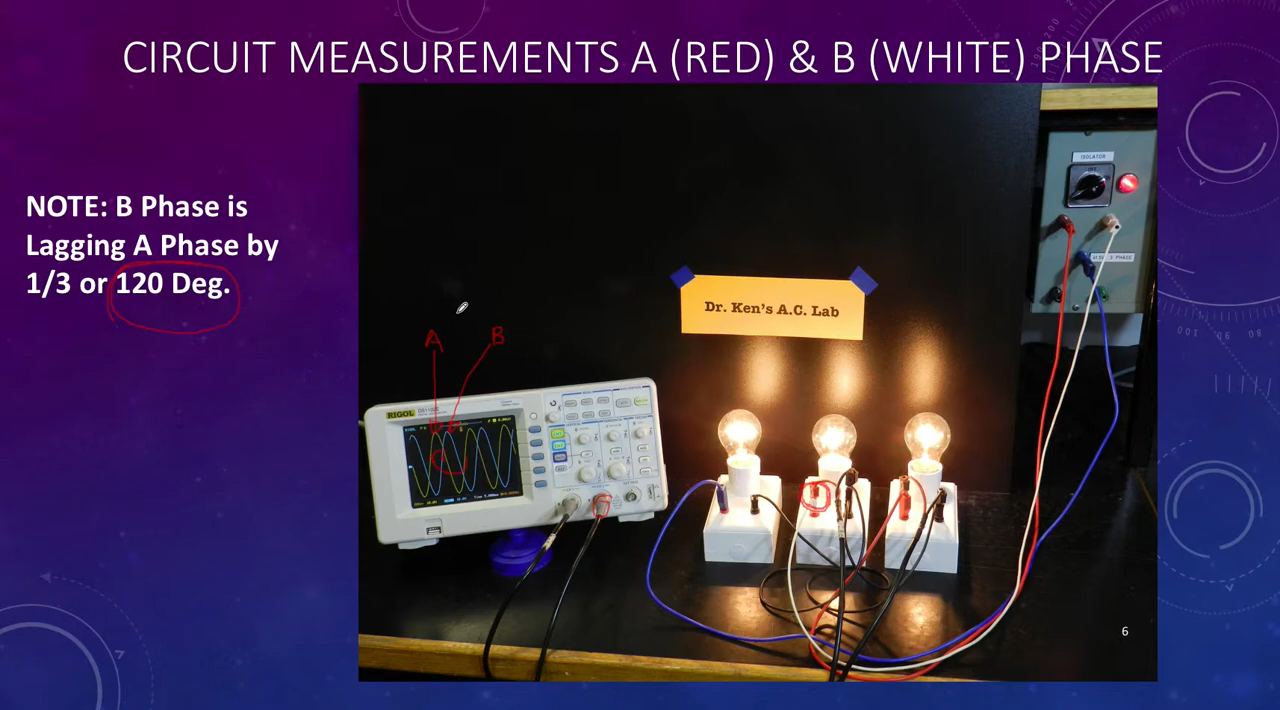 CIRCUIT MEASUREMENTS A (RED) & B (WHITE) PHASE
NOTE: B Phase is
Lagging A Phase by
1/3 or 120 Deg.
A
B
Dr. Ken's A.C. Lab
ISOLATOR
3 PHASE
RIGOL
6